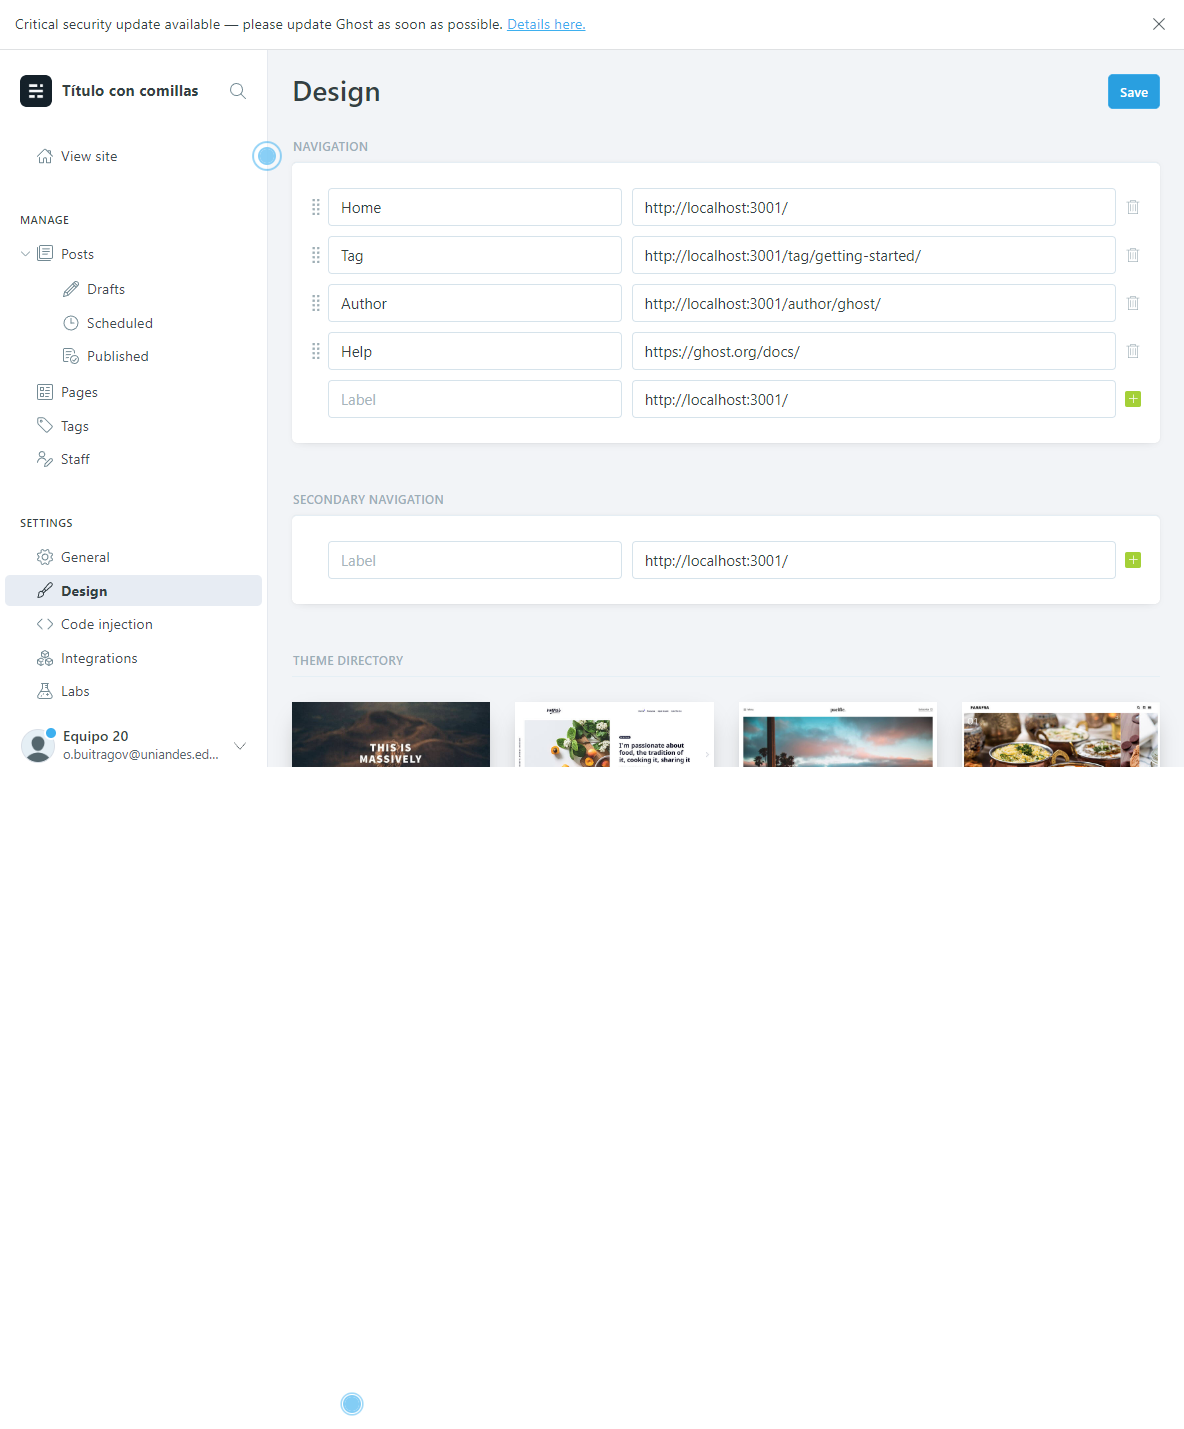 Critical security update available — please update Ghost as soon as possible. Details here.
Título con comillas
View site
MANAGE
Posts
Drafts
Scheduled
Published
Pages
Tags
Staff
SETTINGS
General
Design
Code injection
Integrations
Labs
Equipo 20
o.buitragov@uniandes.ed...
Design
Save
NAVIGATION
Home http://localhost:3001/
Tag http://localhost:3001/tag/getting-started/
Author http://localhost:3001/author/ghost/
Help https://ghost.org/docs/
Label http://localhost:3001/
SECONDARY NAVIGATION
Label http://localhost:3001/
THEME DIRECTORY
THIS IS
MASSIVELY
I'm passionate about
food, the tradition of
it, cooking it, sharing it
pacific.
01